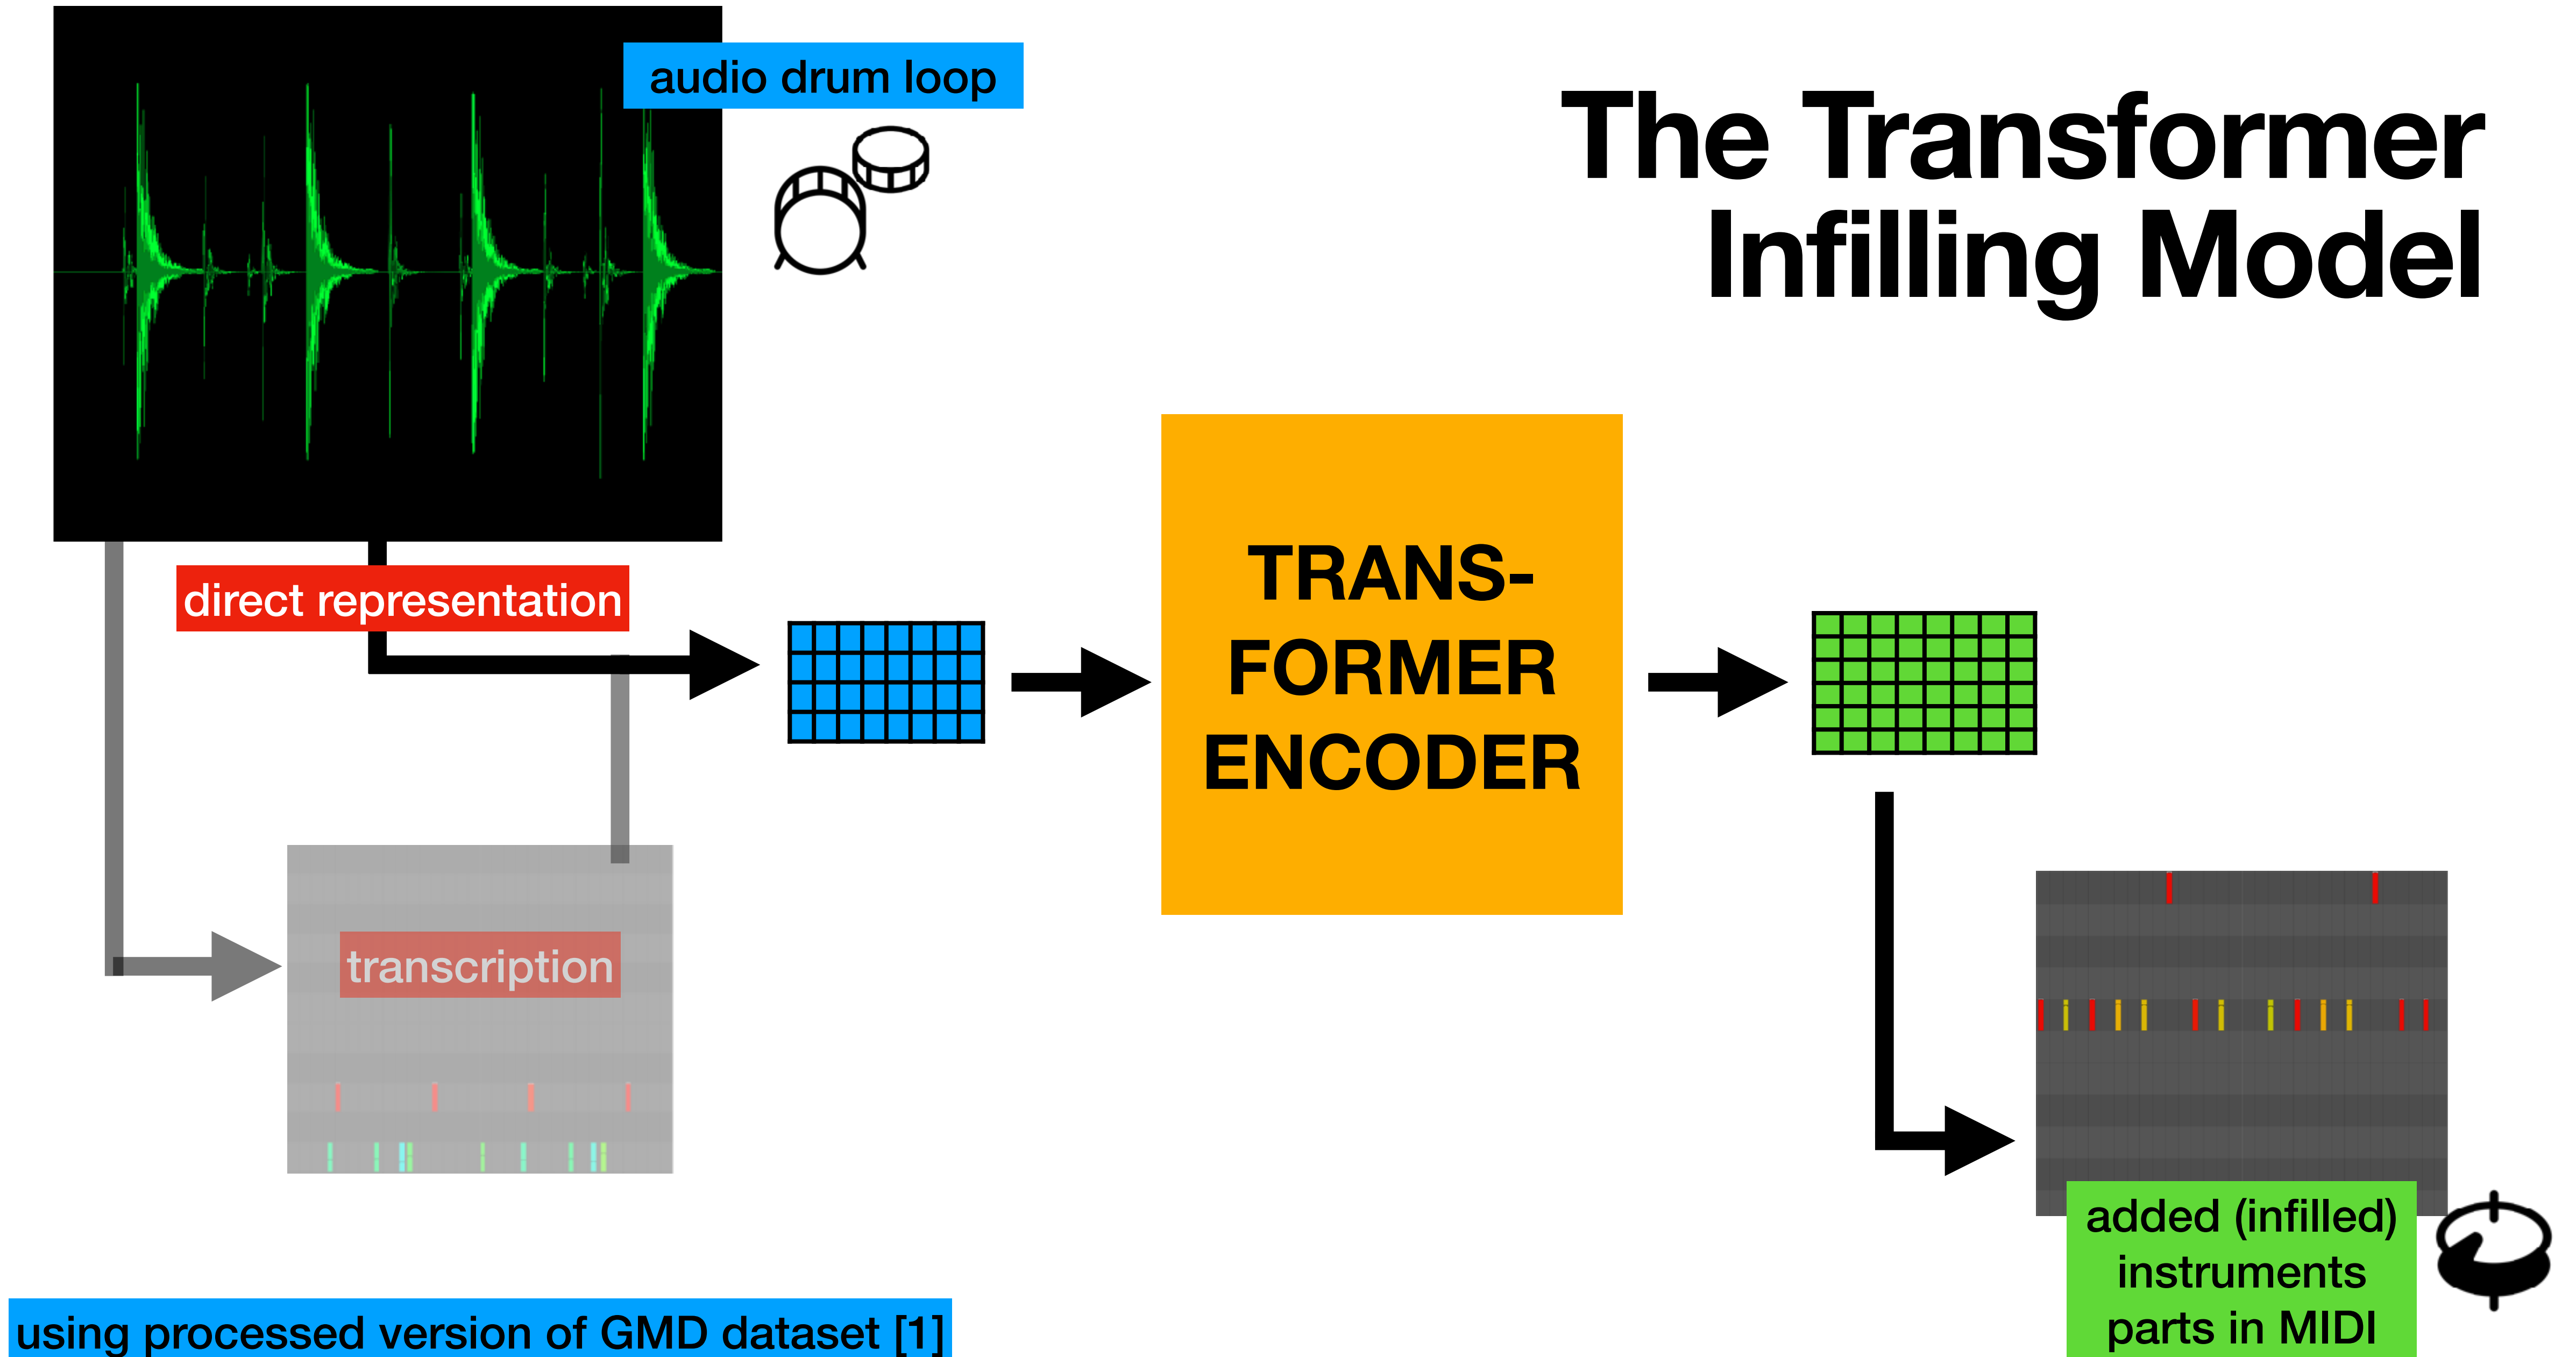 audio drum loop
The Transformer
Infilling Model
direct representation
TRANS-
FORMER
ENCODER
transcription
added (infilled)
instruments
parts in MIDI
using processed version of GMD dataset [1]